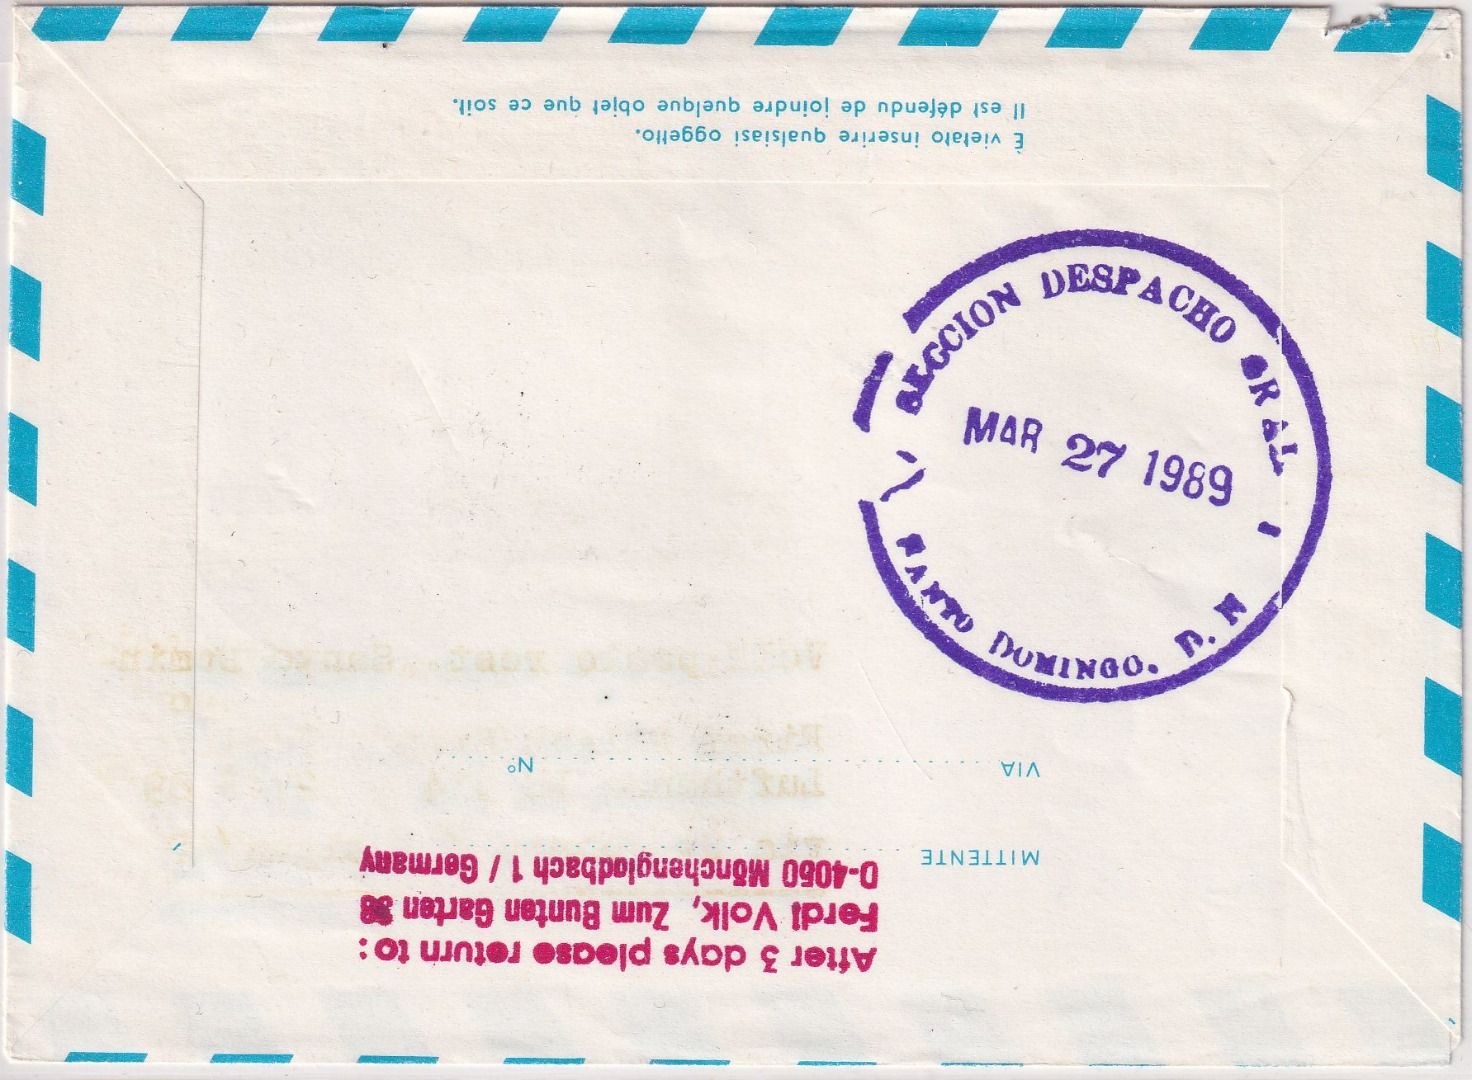 Il est défendu de joindre quelque objet que ce soit.
È vietato inserire qualsiasi oggetto.
SECCION DESPACHO GRAL
MAR 27 1989
SANTO DOMINGO. D. N
VIA
Nº
MITTENTE
After 3 days please return to:
Ferdi Volk, Zum Bunten Garten
D-4050 Mönchengladbach 1 / Germany